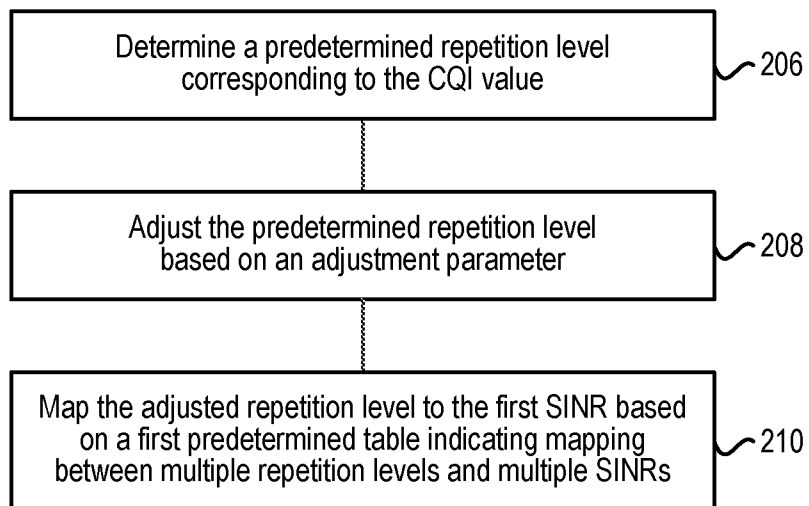 Determine a predetermined repetition level
corresponding to the CQI value
206
Adjust the predetermined repetition level
based on an adjustment parameter
208
Map the adjusted repetition level to the first SINR based
on a first predetermined table indicating mapping
between multiple repetition levels and multiple SINRs
210